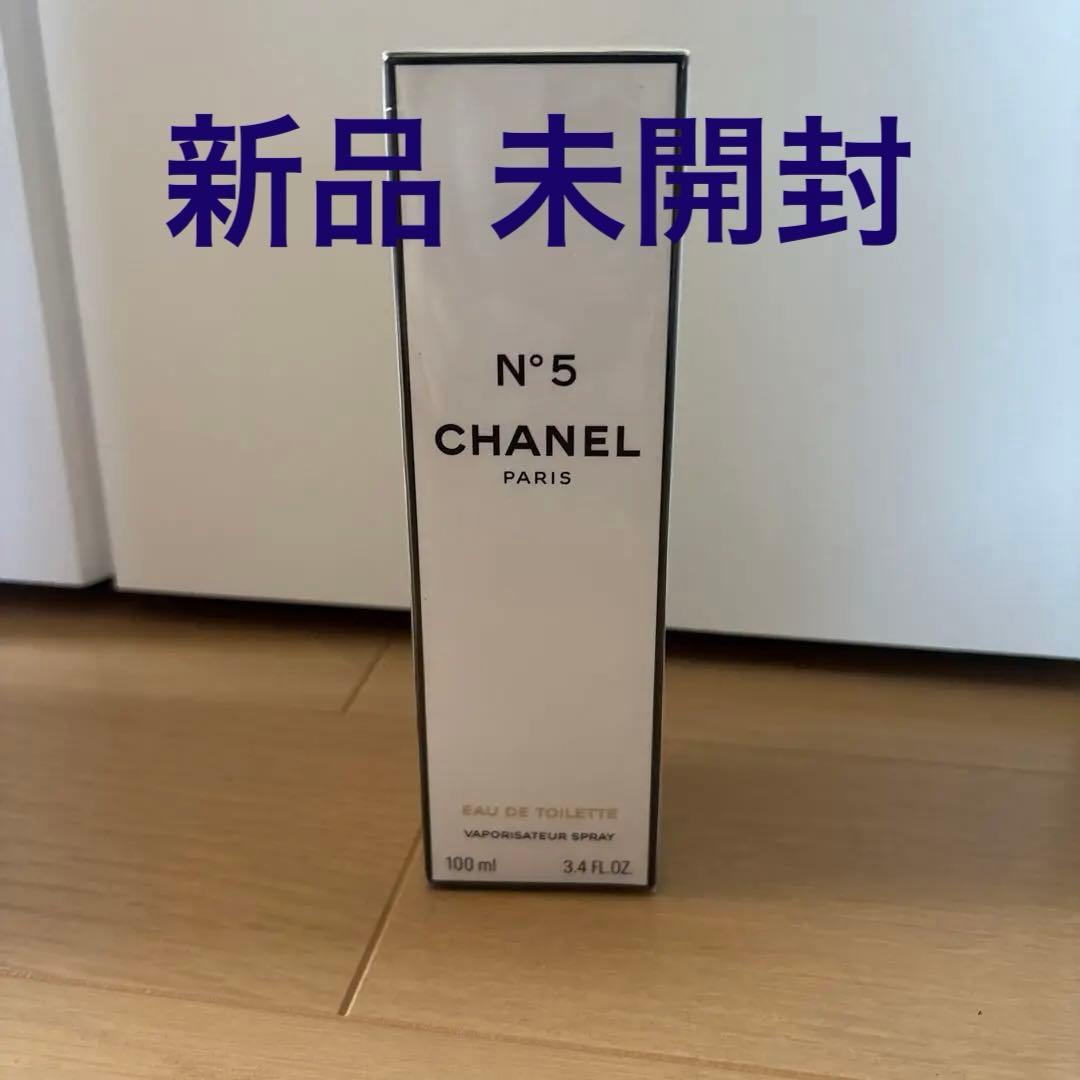 新品 未開封
N°5
CHANEL
PARIS
EAU DE TOILETTE
VAPORISATEUR SPRAY
100 ml 3.4 FL.OZ.